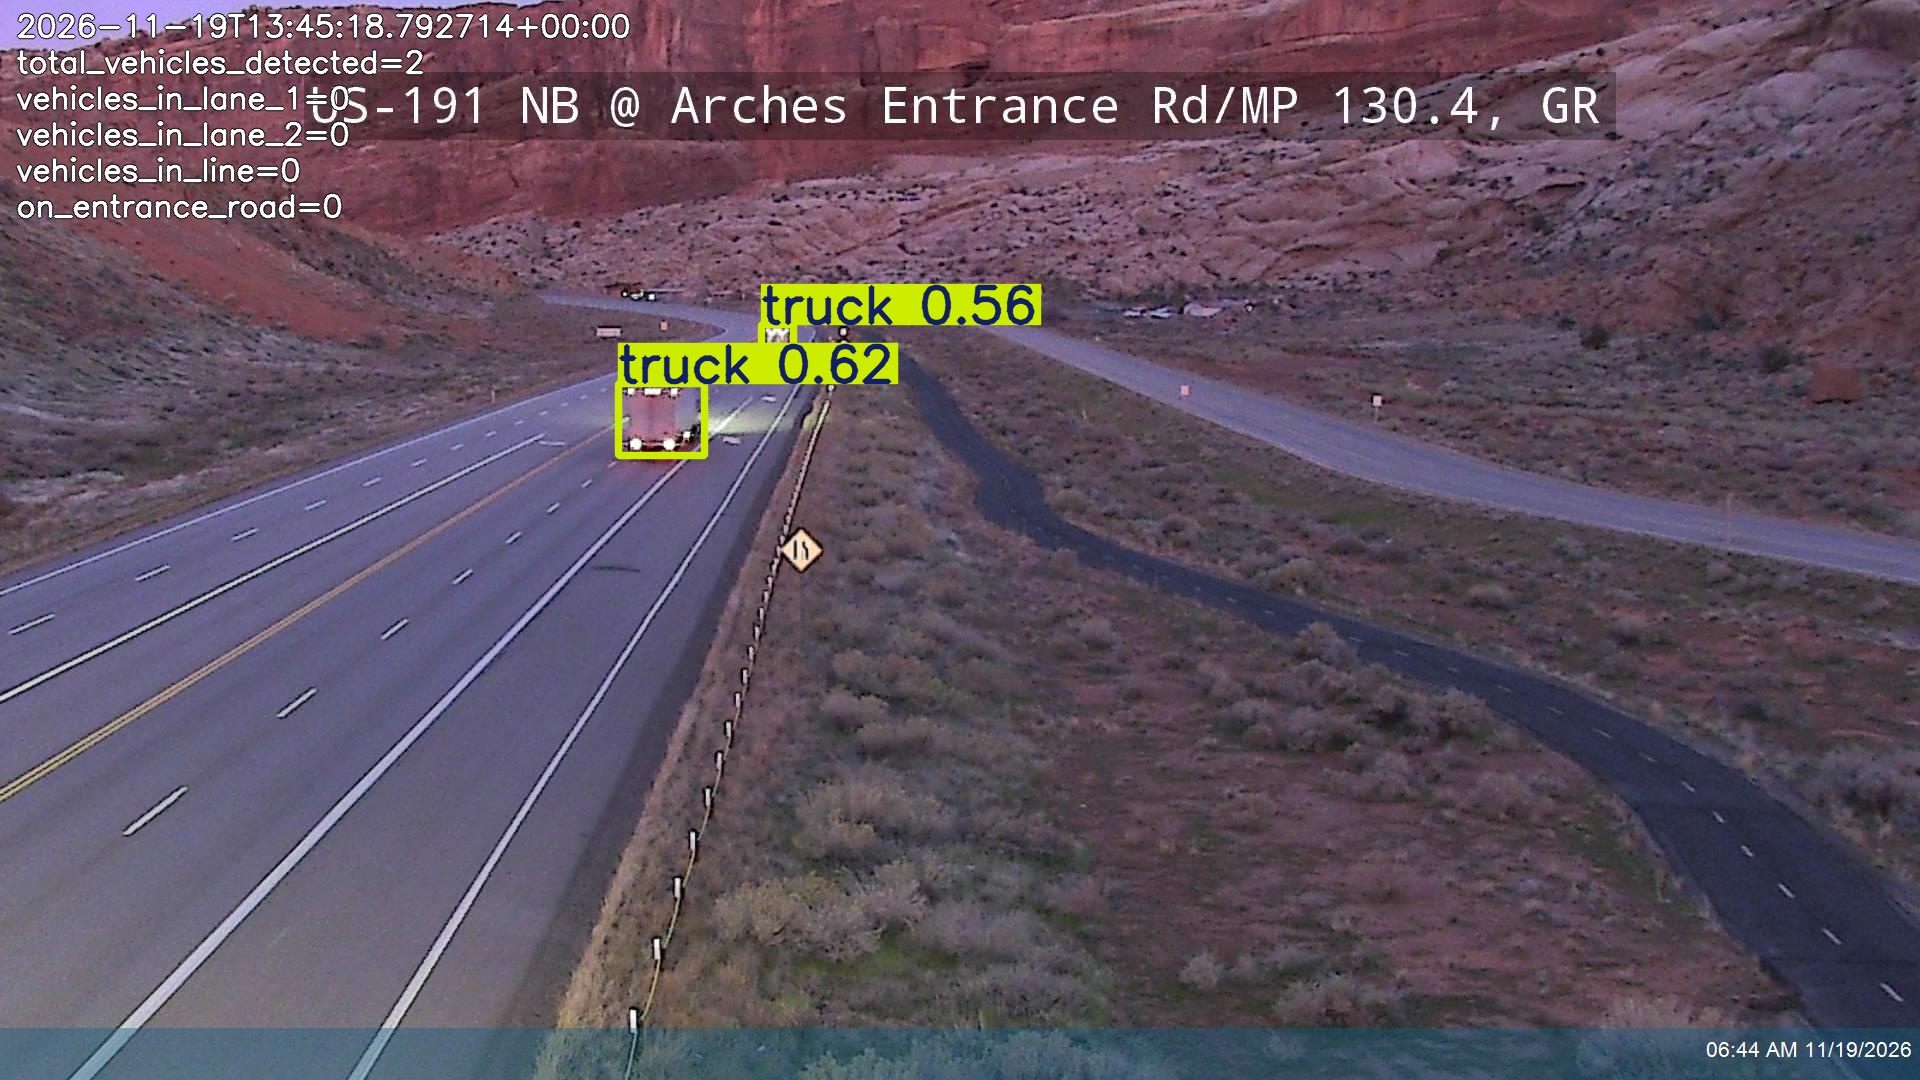 2026-11-19T13:45:18.792714+00:00
total_vehicles_detected=2
vehicles_in_lane_1=0
US-191 NB @ Arches Entrance Rd/MP 130.4, GR
vehicles_in_lane_2=0
vehicles_in_line=0
on_entrance_road=0
truck 0.56
truck 0.62
06:44 AM 11/19/2026